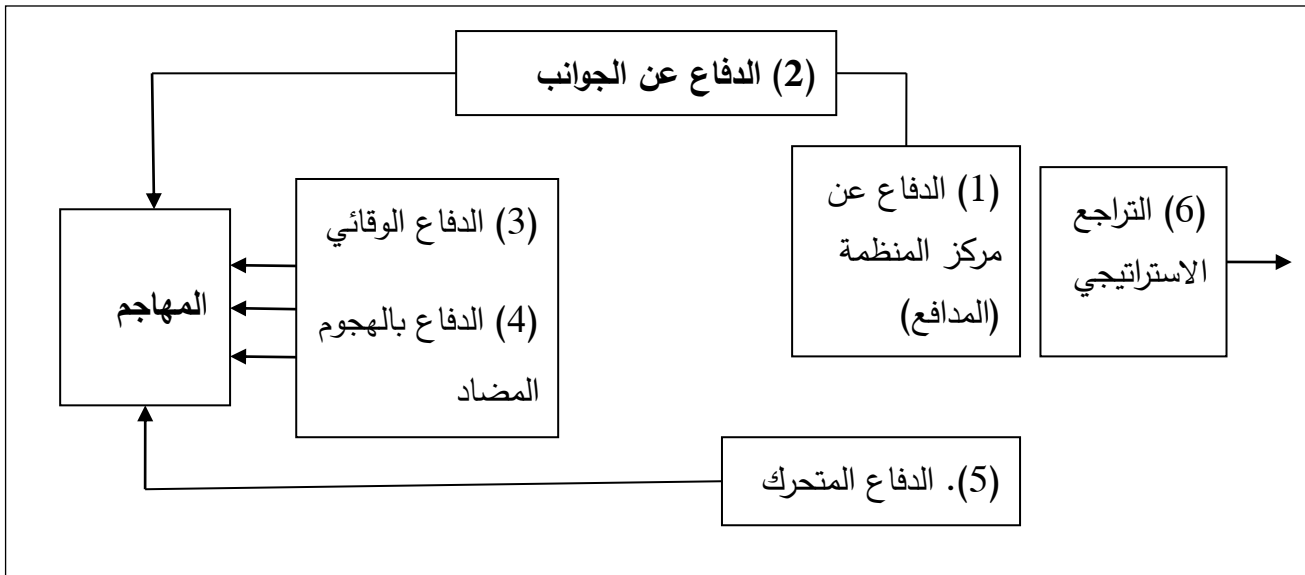 (2) الدفاع عن الجوانب
(1) الدفاع عن
مركز المنظمة
(المدافع)
(6) التراجع
الاستراتيجي
(3) الدفاع الوقائي
(4) الدفاع بالهجوم
المضاد
المهاجم
(5). الدفاع المتحرك